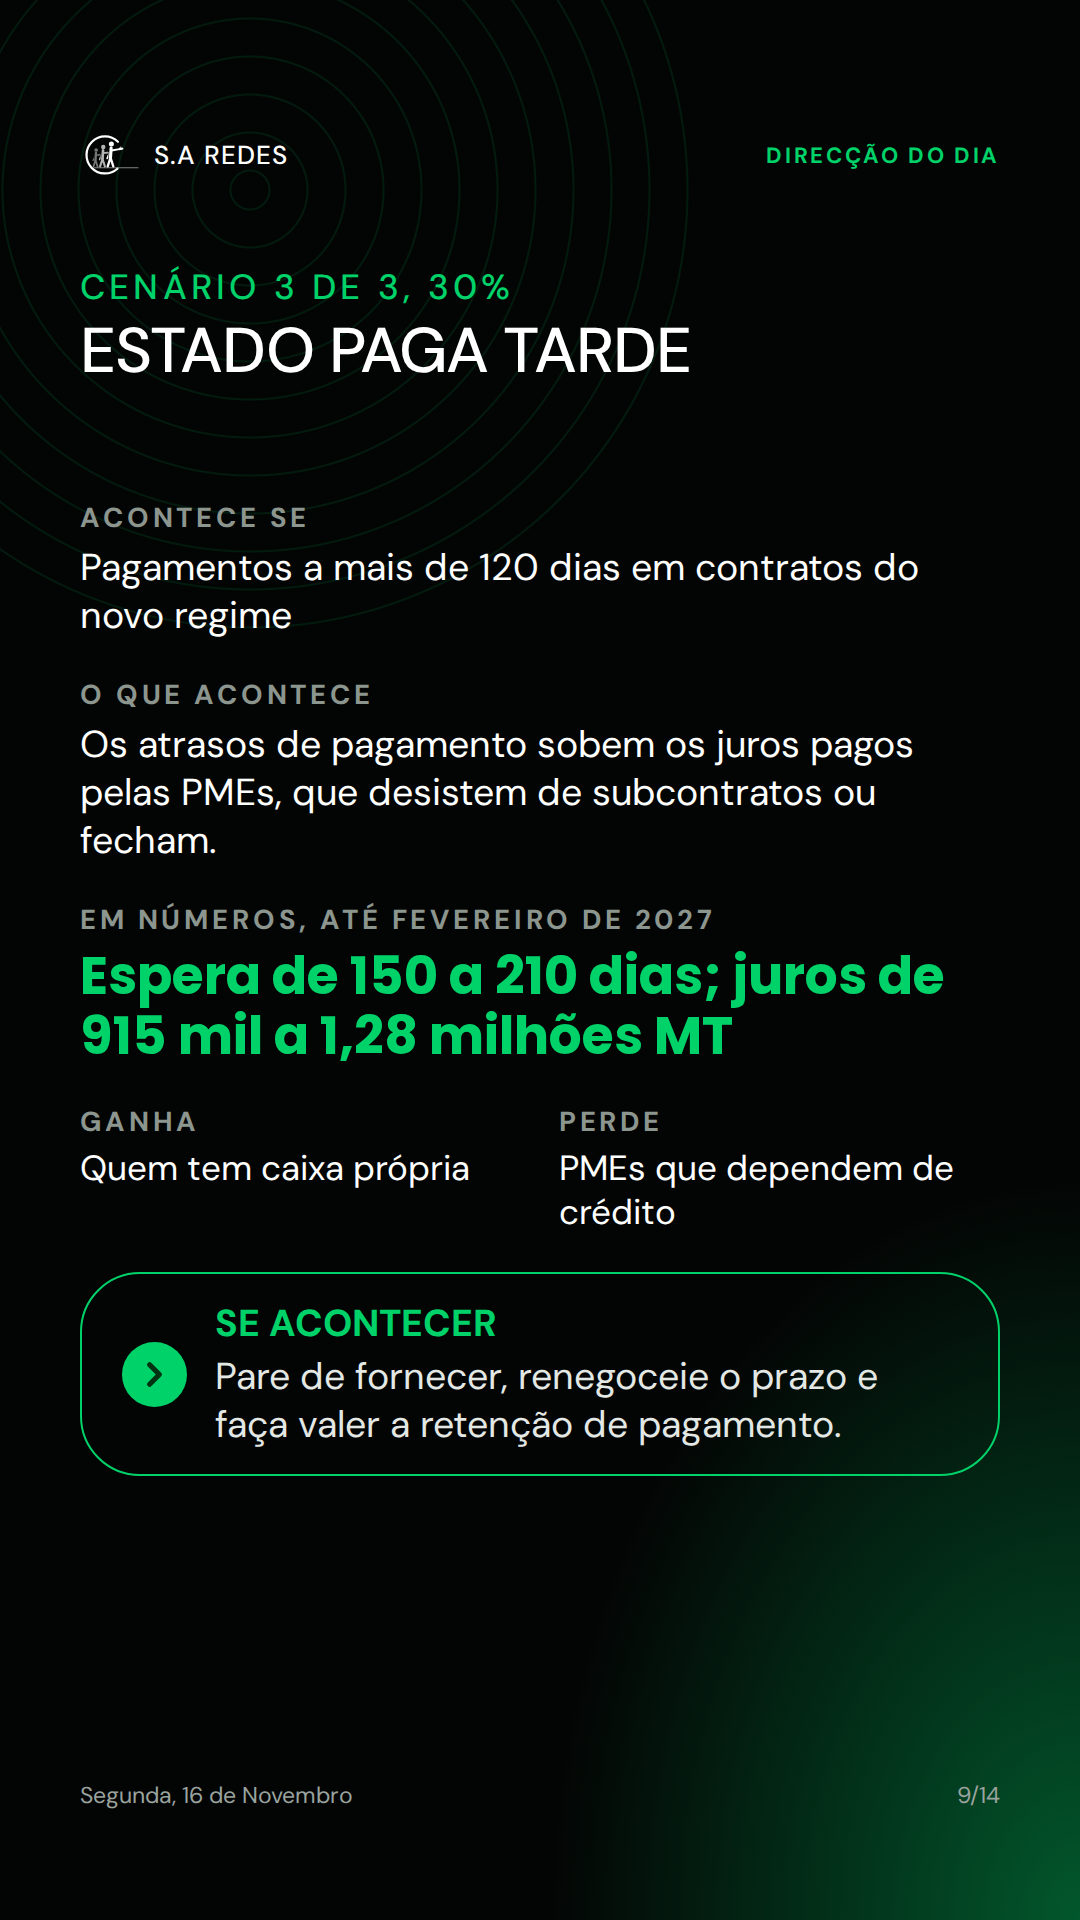 S.A REDES
DIRECÇÃO DO DIA
CENÁRIO 3 DE 3, 30%
ESTADO PAGA TARDE
ACONTECE SE
Pagamentos a mais de 120 dias em contratos do
novo regime
O QUE ACONTECE
Os atrasos de pagamento sobem os juros pagos
pelas PMEs, que desistem de subcontratos ou
fecham.
EM NÚMEROS, ATÉ FEVEREIRO DE 2027
Espera de 150 a 210 dias; juros de
915 mil a 1,28 milhões MT
GANHA
Quem tem caixa própria
PERDE
PMEs que dependem de
crédito
SE ACONTECER
Pare de fornecer, renegoceie o prazo e
faça valer a retenção de pagamento.
Segunda, 16 de Novembro
9/14